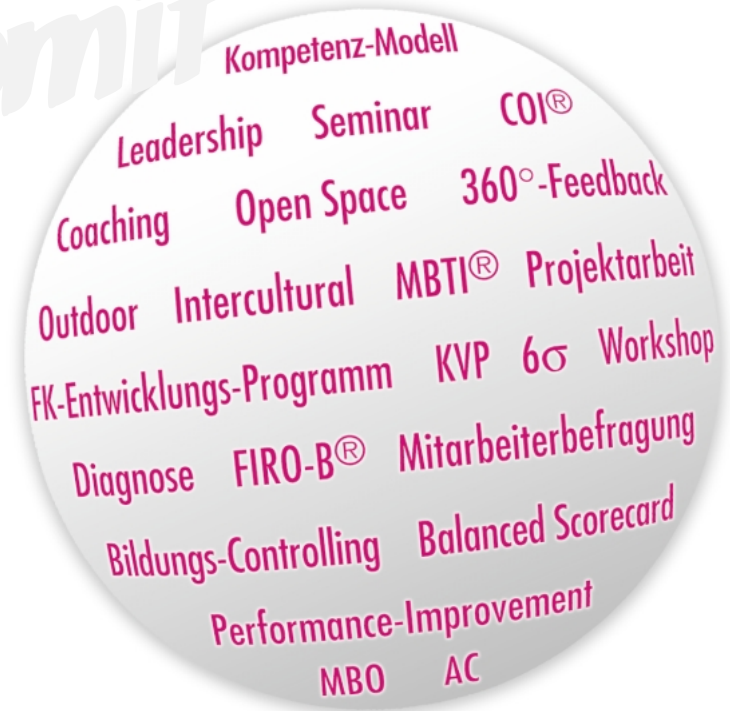 omit
Kompetenz-Modell
Leadership Seminar COI®
Coaching Open Space 360°-Feedback
Outdoor Intercultural MBTI® Projektarbeit
FK-Entwicklungs-Programm KVP 6σ Workshop
Diagnose FIRO-B® Mitarbeiterbefragung
Bildungs-Controlling Balanced Scorecard
Performance-Improvement
MBO AC